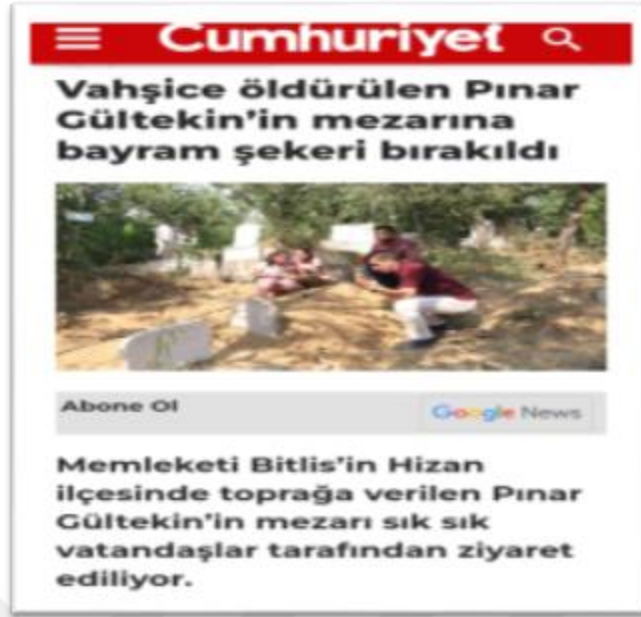 Cumhuriyet
Vahşice öldürülen Pınar
Gültekin'in mezarına
bayram şekeri bırakıldı
Abone Ol
Google News
Memleketi Bitlis'in Hizan
ilçesinde toprağa verilen Pınar
Gültekin'in mezarı sık sık
vatandaşlar tarafından ziyaret
ediliyor.